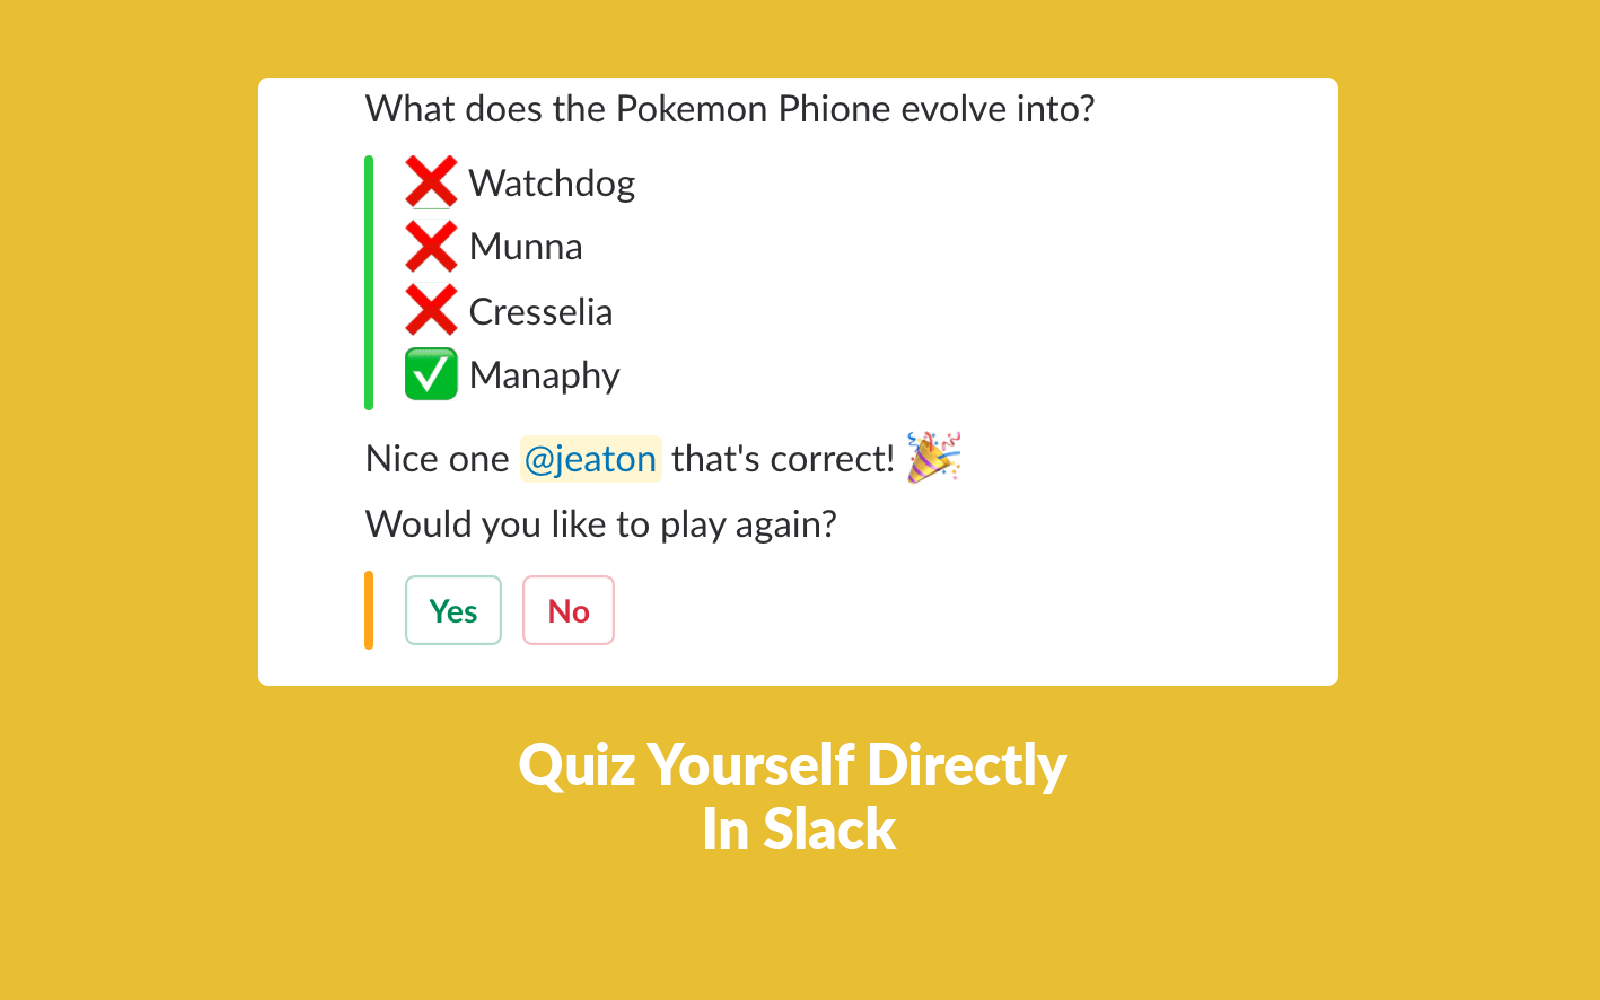 What does the Pokemon Phione evolve into?
Watchdog
Munna
Cresselia
Manaphy
Nice one @jeaton that's correct!
Would you like to play again?
Yes No
Quiz Yourself Directly
In Slack